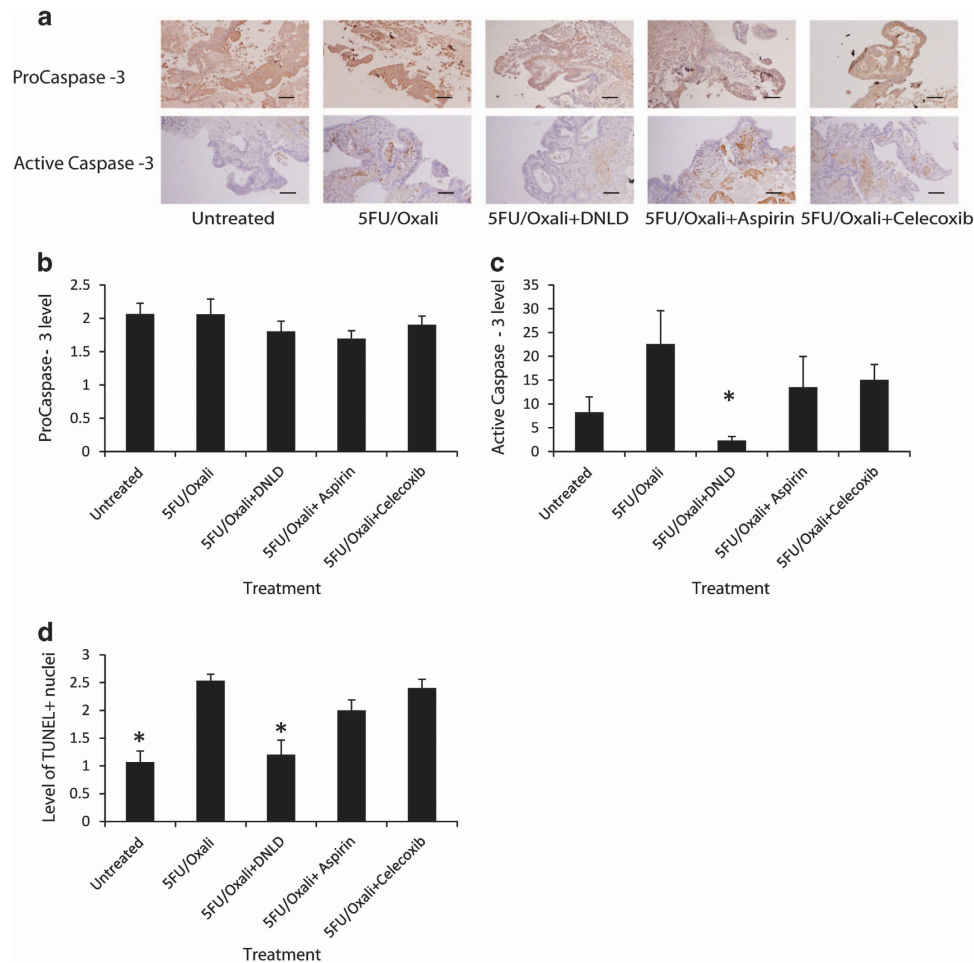 a
ProCaspase -3
Active Caspase -3
Untreated
5FU/Oxali
5FU/Oxali+DNLD
5FU/Oxali+Aspirin
5FU/Oxali+Celecoxib
b
ProCaspase- 3 level
2.5
2
1.5
1
0.5
0
Untreated
5FU/Oxali
5FU/Oxali+DNLD
5FU/Oxali+ Aspirin
5FU/Oxali+Celecoxib
Treatment
c
Active Caspase - 3 level
35
30
25
20
15
10
5
0
*
Untreated
5FU/Oxali
5FU/Oxali+DNLD
5FU/Oxali+ Aspirin
5FU/Oxali+Celecoxib
Treatment
d
Level of TUNEL+ nuclei
3
2.5
2
1.5
1
0.5
0
*
*
Untreated
5FU/Oxali
5FU/Oxali+DNLD
5FU/Oxali+ Aspirin
5FU/Oxali+Celecoxib
Treatment